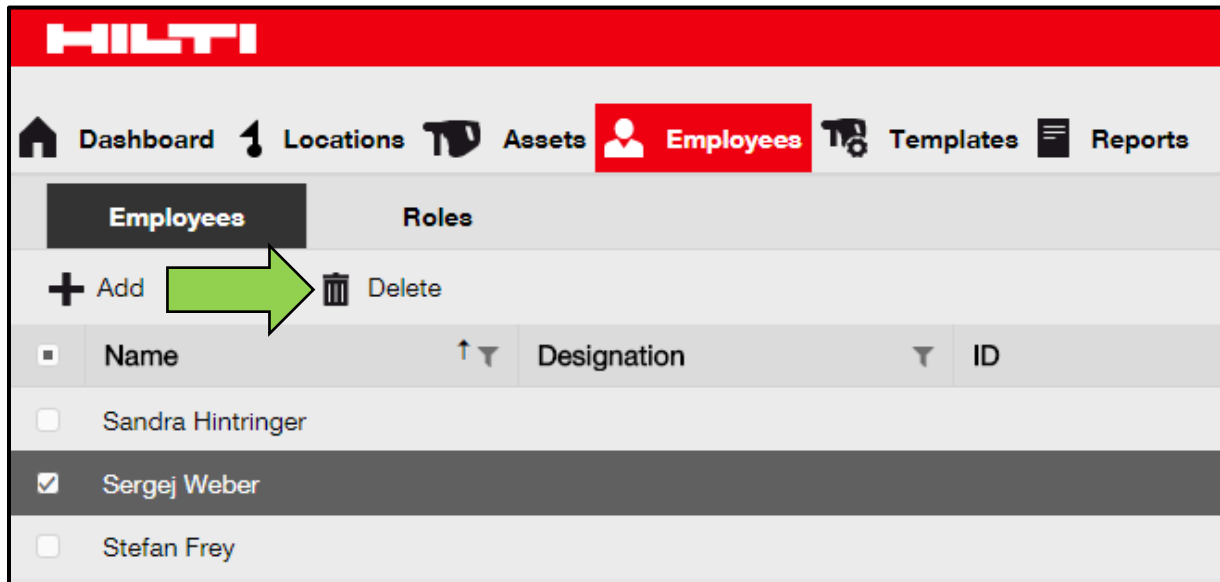 HILTI
Dashboard Locations Assets Employees Templates Reports
Employees Roles
Add Delete
Name Designation ID
Sandra Hintringer
Sergej Weber
Stefan Frey